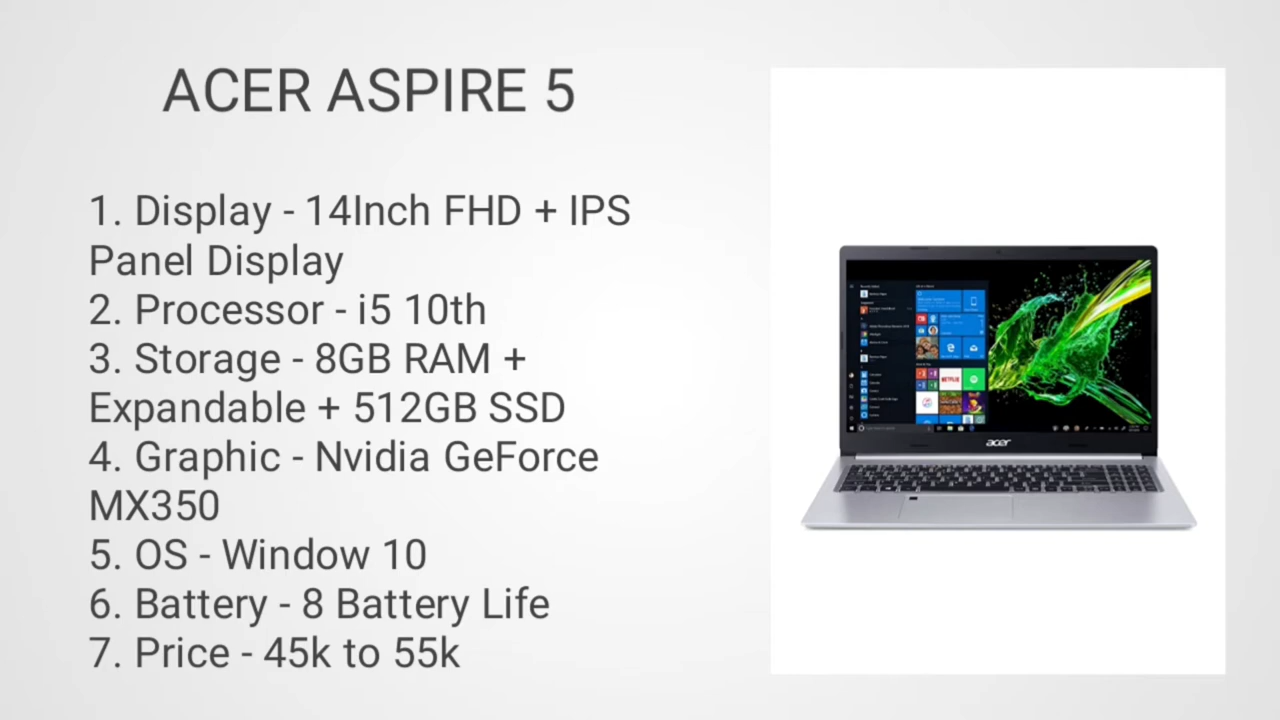 ACER ASPIRE 5
1. Display - 14Inch FHD + IPS
Panel Display
2. Processor - i5 10th
3. Storage - 8GB RAM +
Expandable + 512GB SSD
4. Graphic - Nvidia GeForce
MX350
5. OS - Window 10
6. Battery - 8 Battery Life
7. Price - 45k to 55k
NETFLIX
acer